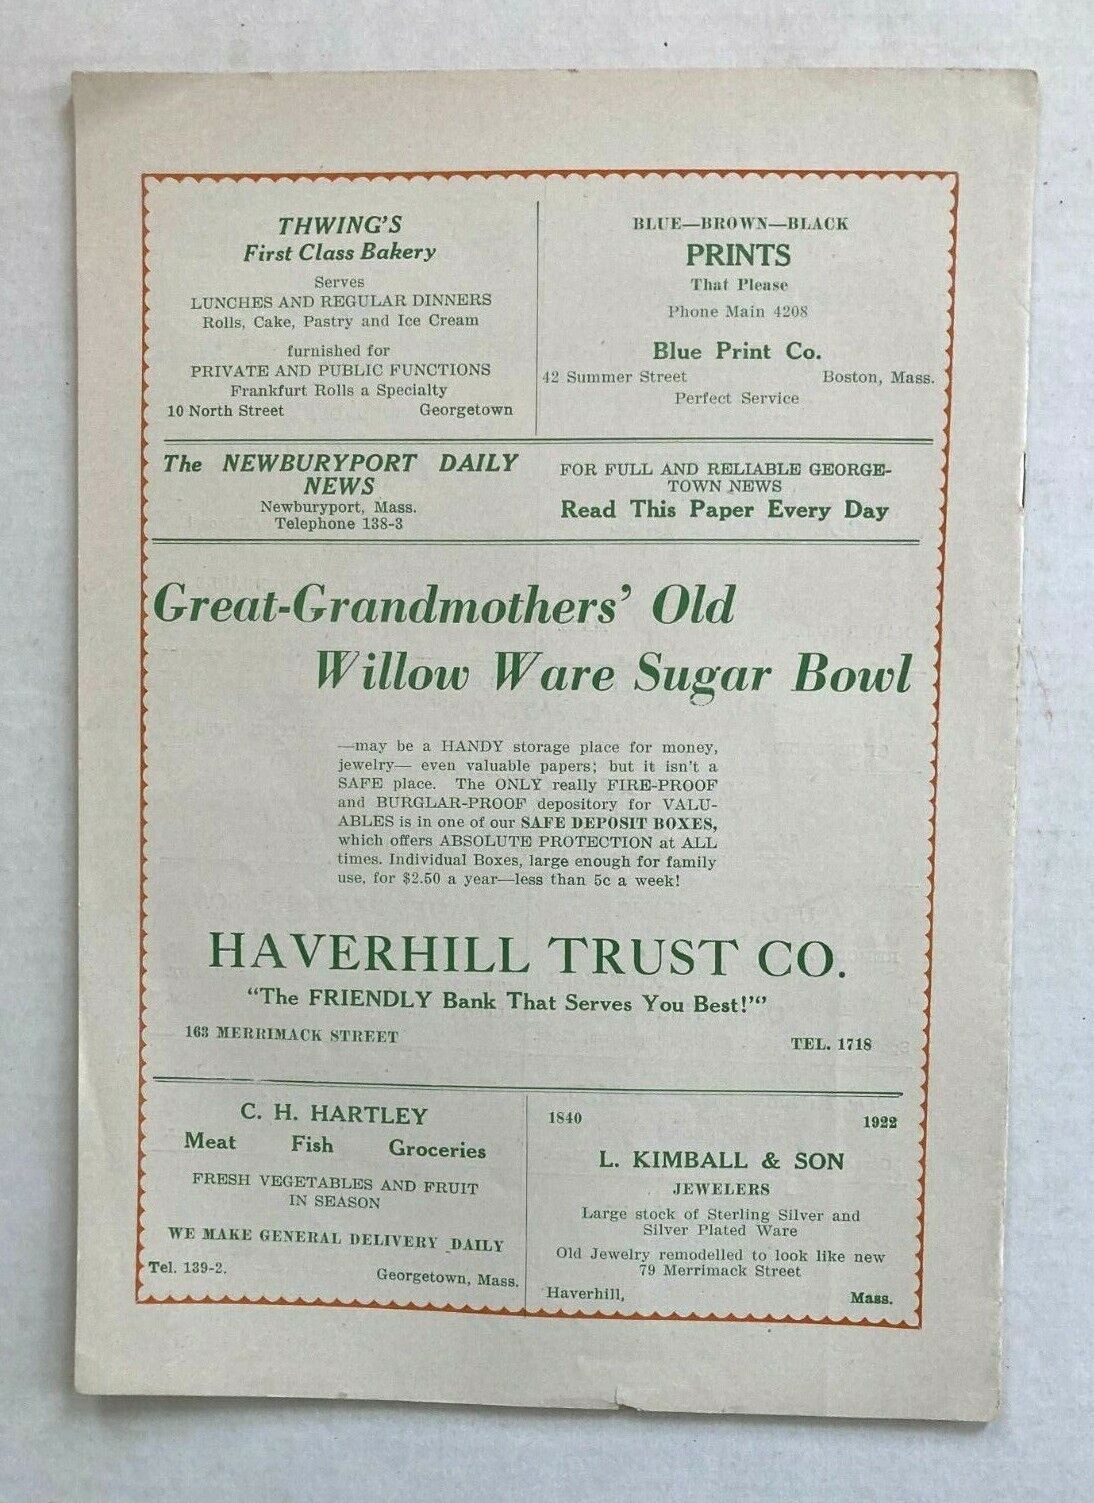 THWING'S
First Class Bakery
Serves
LUNCHES AND REGULAR DINNERS
Rolls, Cake, Pastry and Ice Cream
furnished for
PRIVATE AND PUBLIC FUNCTIONS
Frankfurt Rolls a Specialty
10 North Street Georgetown
BLUE—BROWN—BLACK
PRINTS
That Please
Phone Main 4208
Blue Print Co.
42 Summer Street Boston, Mass.
Perfect Service
The NEWBURYPORT DAILY
NEWS
Newburyport, Mass.
Telephone 138-3
FOR FULL AND RELIABLE GEORGE-
TOWN NEWS
Read This Paper Every Day
Great-Grandmothers' Old
Willow Ware Sugar Bowl
—may be a HANDY storage place for money,
jewelry— even valuable papers; but it isn't a
SAFE place. The ONLY really FIRE-PROOF
and BURGLAR-PROOF depository for VALU-
ABLES is in one of our SAFE DEPOSIT BOXES,
which offers ABSOLUTE PROTECTION at ALL
times. Individual Boxes, large enough for family
use, for $2.50 a year—less than 5c a week!
HAVERHILL TRUST CO.
"The FRIENDLY Bank That Serves You Best!'"
163 MERRIMACK STREET TEL. 1718
C. H. HARTLEY
Meat Fish Groceries
FRESH VEGETABLES AND FRUIT
IN SEASON
WE MAKE GENERAL DELIVERY DAILY
Tel. 139-2. Georgetown, Mass.
1840 1922
L. KIMBALL & SON
JEWELERS
Large stock of Sterling Silver and
Silver Plated Ware
Old Jewelry remodelled to look like new
79 Merrimack Street
Haverhill, Mass.